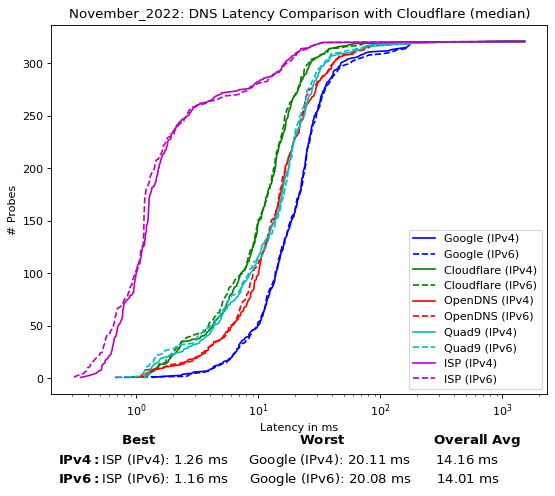 November_2022: DNS Latency Comparison with Cloudflare (median)
# Probes
300
250
200
150
100
50
0
Google (IPv4)
Google (IPv6)
Cloudflare (IPv4)
Cloudflare (IPv6)
OpenDNS (IPv4)
OpenDNS (IPv6)
Quad9 (IPv4)
Quad9 (IPv6)
ISP (IPv4)
ISP (IPv6)
10^0 10^1 10^2 10^3
Latency in ms
Best Worst Overall Avg
IPv4: ISP (IPv4): 1.26 ms Google (IPv4): 20.11 ms 14.16 ms
IPv6: ISP (IPv6): 1.16 ms Google (IPv6): 20.08 ms 14.01 ms